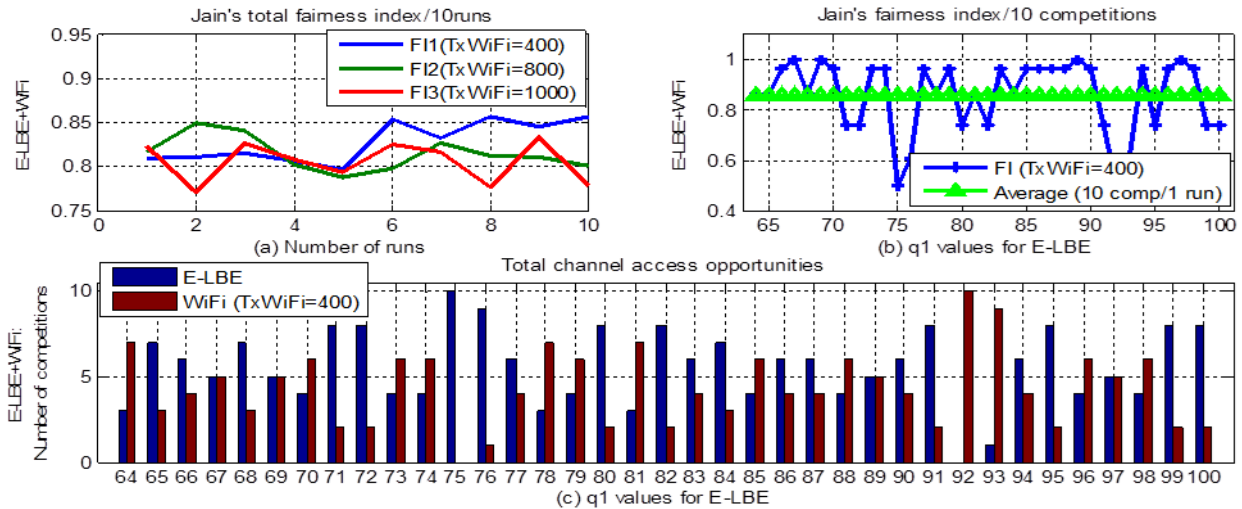 Jain's total fairness index/10runs
0.95
0.9
0.85
0.8
0.75
E-LBE+WiFi
FI1(TxWiFi=400)
FI2(TxWiFi=800)
FI3(TxWiFi=1000)
0 2 4 6 8 10
(a) Number of runs
Jain's fairness index/10 competitions
1
0.8
0.6
0.4
E-LBE+WiFi
FI (TxWiFi=400)
Average (10 comp/1 run)
65 70 75 80 85 90 95 100
(b) q1 values for E-LBE
Total channel access opportunities
E-LBE
WiFi (TxWiFi=400)
10
5
0
E-LBE+WiFi:
Number of competitions
64 65 66 67 68 69 70 71 72 73 74 75 76 77 78 79 80 81 82 83 84 85 86 87 88 89 90 91 92 93 94 95 96 97 98 99 100
(c) q1 values for E-LBE